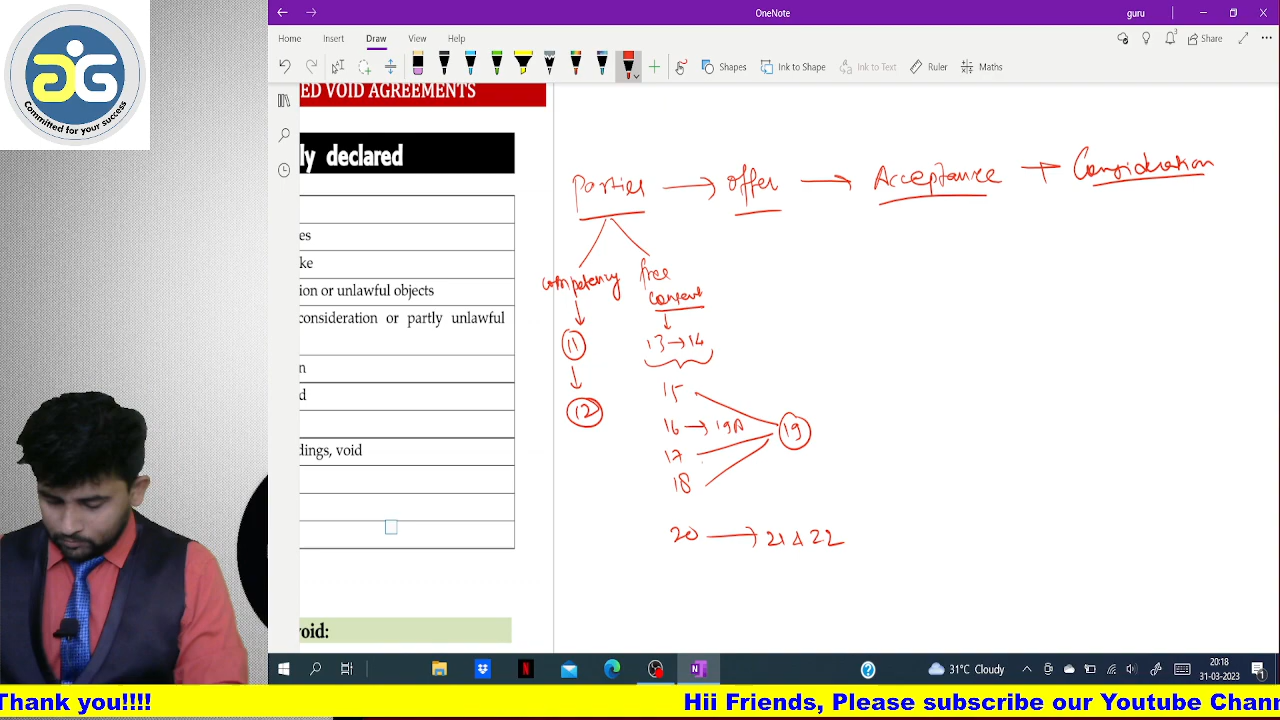 OneNote
guru
GG
Committed for your success
Home
Insert
Draw
View
Help
Share
Shapes
Ink to Shape
Ink to Text
Ruler
Maths
ED VOID AGREEMENTS
ly declared
es
ke
ion or unlawful objects
consideration or partly unlawful
n
d
dings, void
oid:
Parties → offer → Acceptance → Consideration
competency
free
consent
11
13 → 14
12
15
16 → 19A
19
17
18
20 → 21 & 22
31°C Cloudy
20:18
31-03-2023
Thank you!!!!
Hii Friends, Please subscribe our Youtube Chann